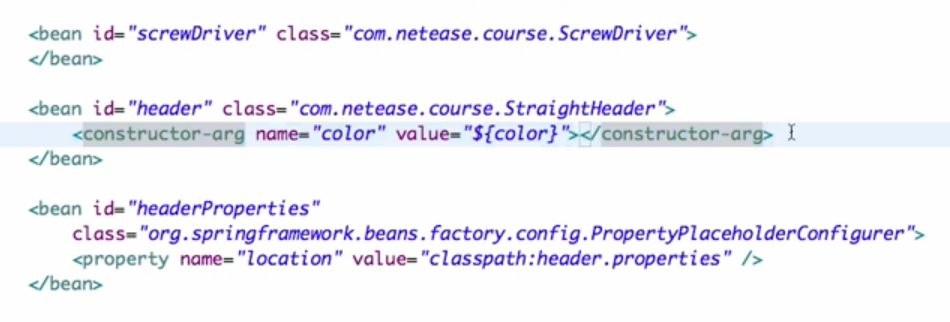 <bean id="screwDriver" class="com.netease.course.ScrewDriver">
</bean>
<bean id="header" class="com.netease.course.StraightHeader">
<constructor-arg name="color" value="${color}"></constructor-arg>
</bean>
<bean id="headerProperties"
class="org.springframework.beans.factory.config.PropertyPlaceholderConfigurer">
<property name="location" value="classpath:header.properties" />
</bean>